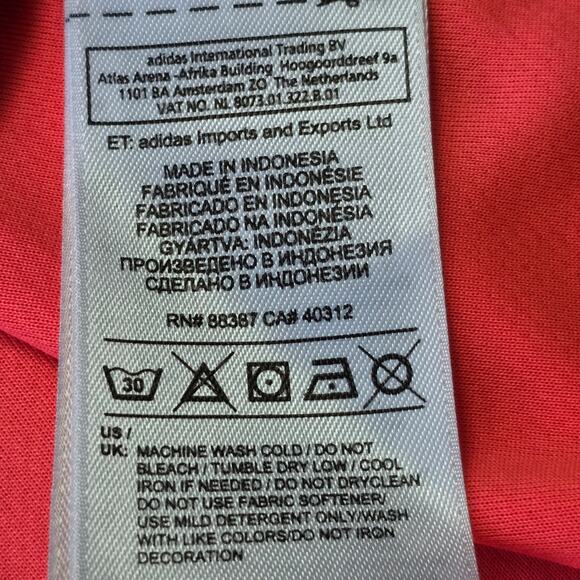 adidas International Trading BV
Atlas Arena -Afrika Building Hoogoorddreef 9a
1101 BA Amsterdam ZO The Netherlands
VAT NO. NL 8073.01.322.B.01
ET: adidas Imports and Exports Ltd
MADE IN INDONESIA
FABRIQUÉ EN INDONÉSIE
FABRICADO EN INDONESIA
FABRICADO NA INDONÉSIA
GYÁRTVA: INDONÉZIA
ПРОИЗВЕДЕНО В ИНДОНЕЗИЯ
СДЕЛАНО В ИНДОНЕЗИИ
RN# 88387 CA# 40312
30
US /
UK: MACHINE WASH COLD / DO NOT
BLEACH / TUMBLE DRY LOW / COOL
IRON IF NEEDED / DO NOT DRYCLEAN
DO NOT USE FABRIC SOFTENER/
USE MILD DETERGENT ONLY/WASH
WITH LIKE COLORS/DO NOT IRON
DECORATION